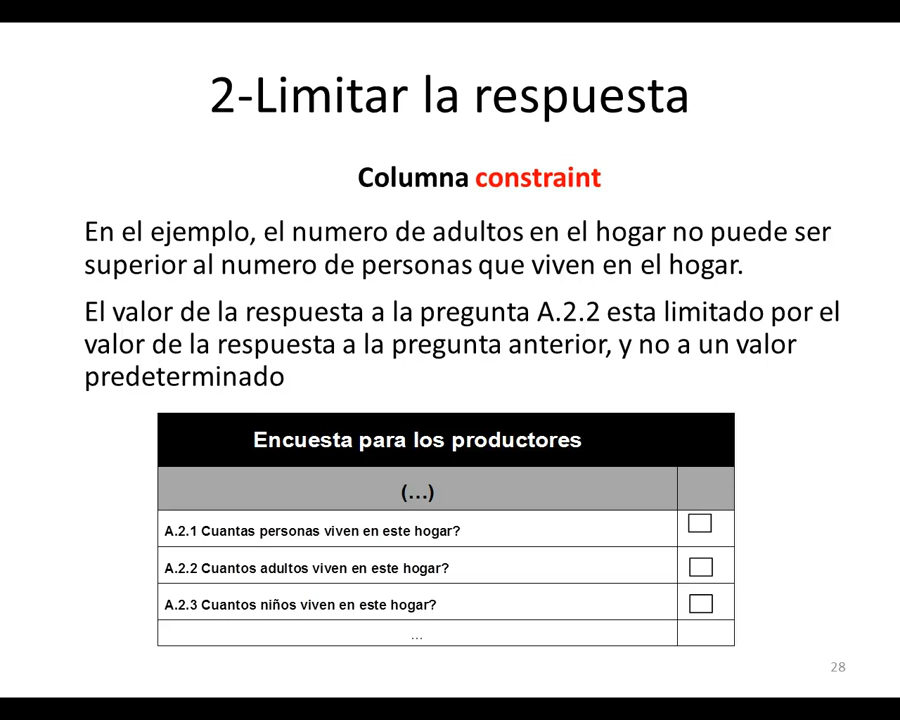 2-Limitar la respuesta
Columna constraint
En el ejemplo, el numero de adultos en el hogar no puede ser
superior al numero de personas que viven en el hogar.
El valor de la respuesta a la pregunta A.2.2 esta limitado por el
valor de la respuesta a la pregunta anterior, y no a un valor
predeterminado
Encuesta para los productores
(...)
A.2.1 Cuantas personas viven en este hogar?
A.2.2 Cuantos adultos viven en este hogar?
A.2.3 Cuantos niños viven en este hogar?
...
28